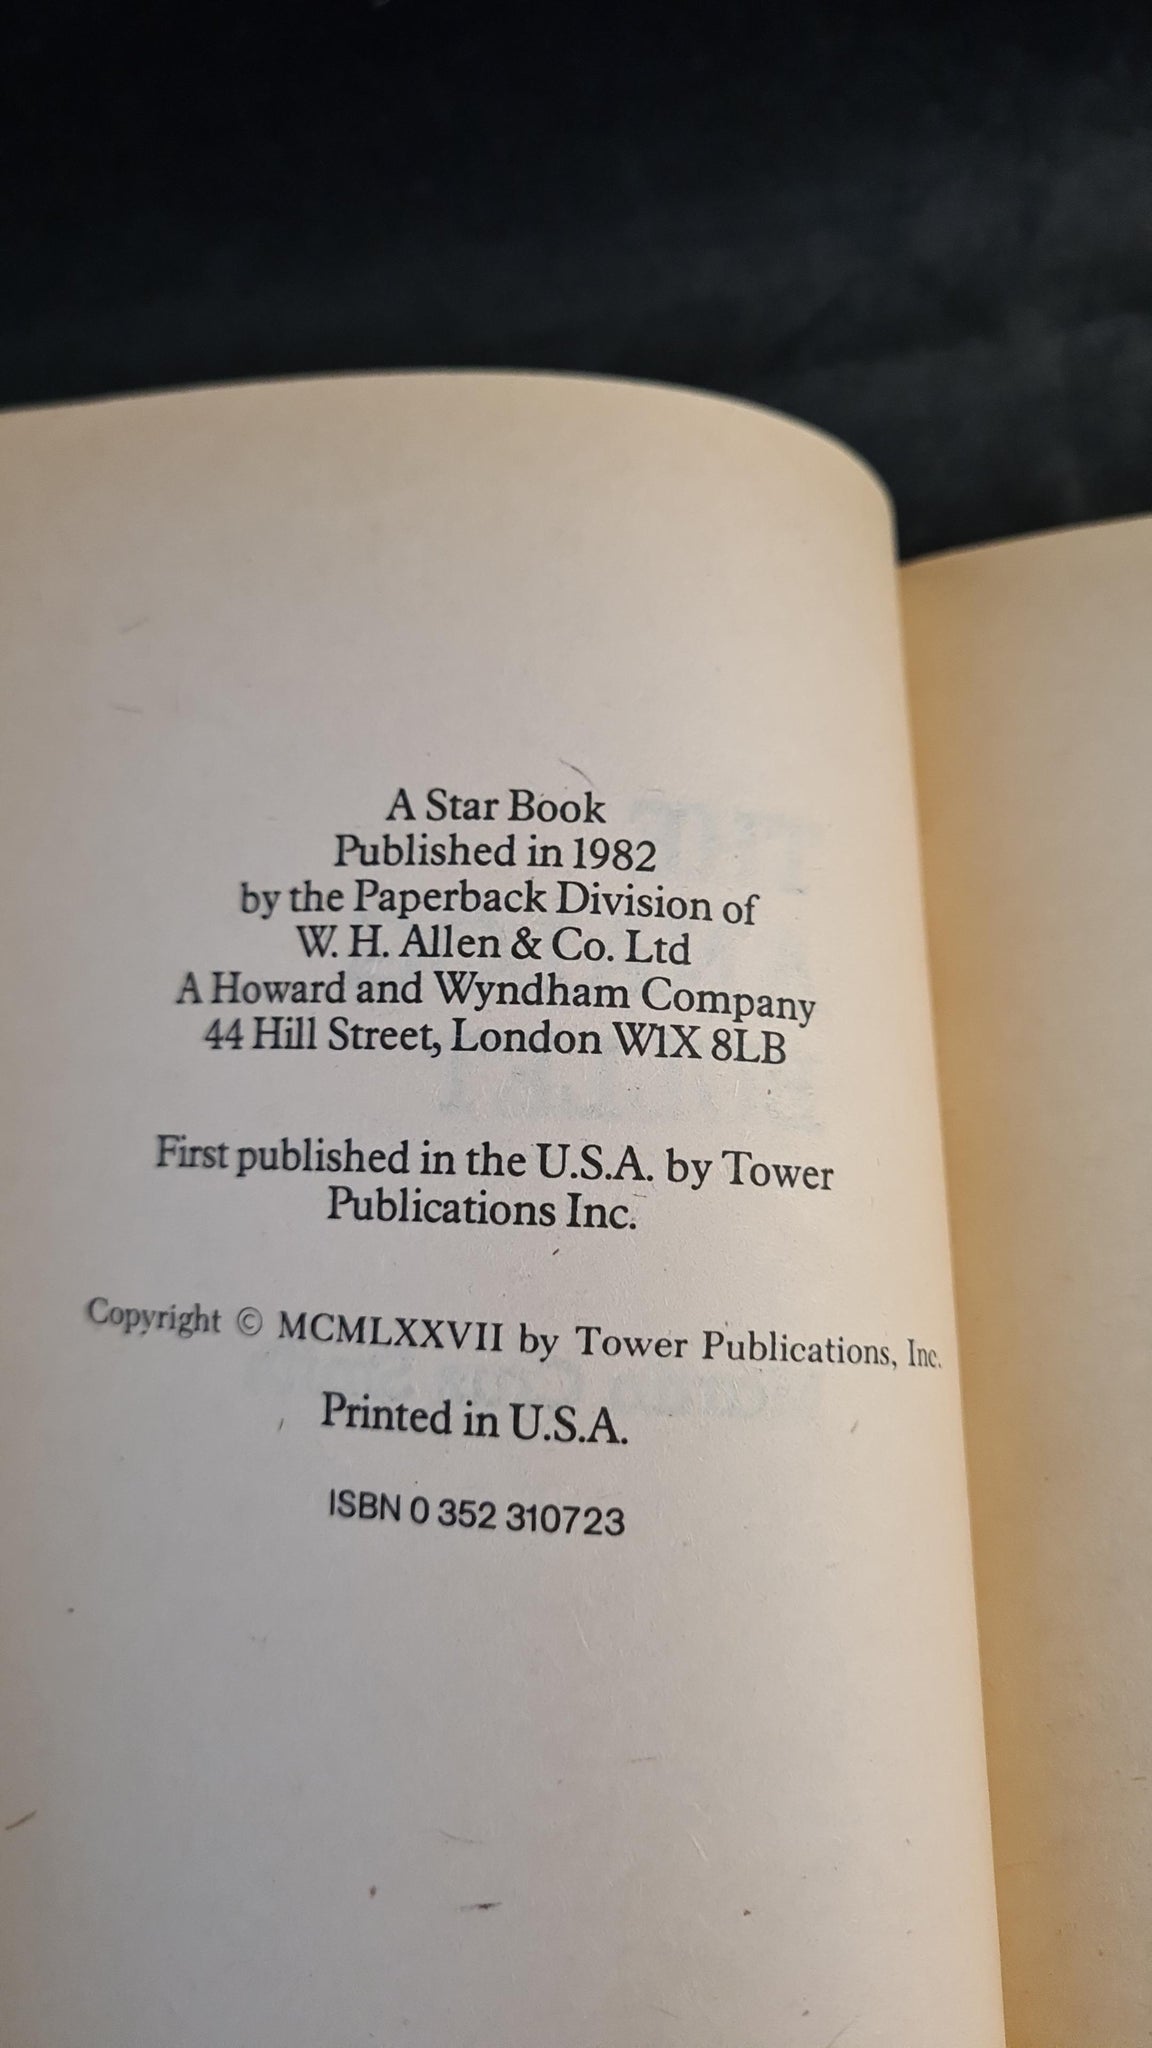 A Star Book
Published in 1982
by the Paperback Division of
W. H. Allen & Co. Ltd
A Howard and Wyndham Company
44 Hill Street, London W1X 8LB
First published in the U.S.A. by Tower
Publications Inc.
Copyright © MCMLXXVII by Tower Publications, Inc.
Printed in U.S.A.
ISBN 0 352 310723